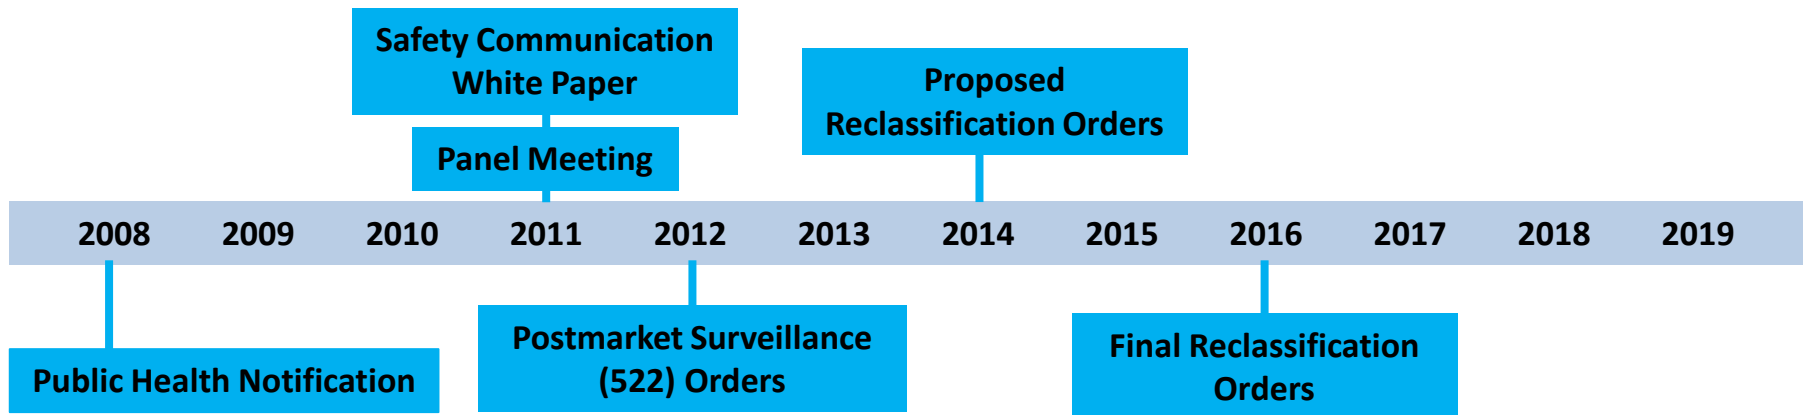 Safety Communication
White Paper
Proposed
Reclassification Orders
Panel Meeting
2008 2009 2010 2011 2012 2013 2014 2015 2016 2017 2018 2019
Public Health Notification
Postmarket Surveillance
(522) Orders
Final Reclassification
Orders